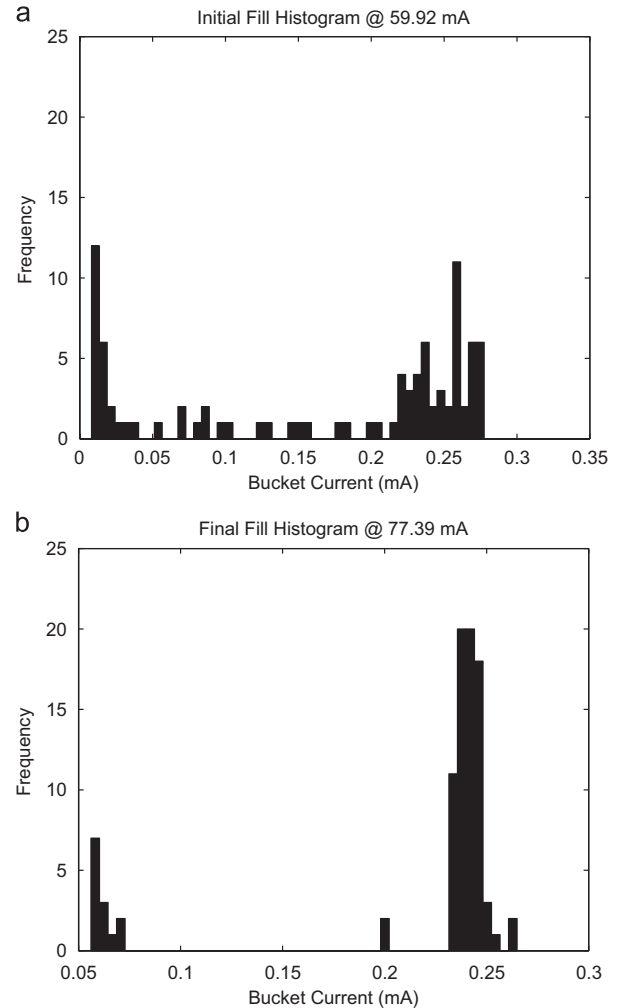 a
Initial Fill Histogram @ 59.92 mA
25
20
15
10
5
0
Frequency
0 0.05 0.1 0.15 0.2 0.25 0.3 0.35
Bucket Current (mA)
b
Final Fill Histogram @ 77.39 mA
25
20
15
10
5
0
Frequency
0.05 0.1 0.15 0.2 0.25 0.3
Bucket Current (mA)